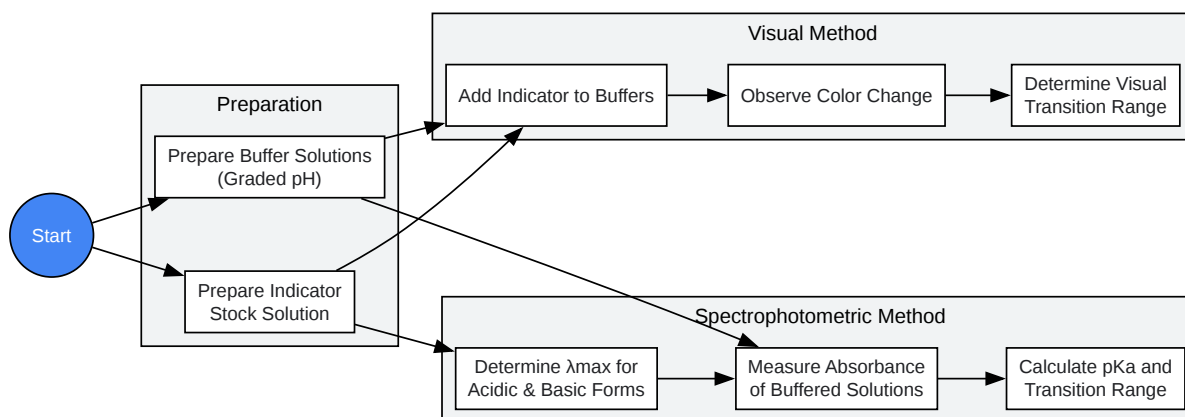 Visual Method
Add Indicator to Buffers
Observe Color Change
Determine Visual
Transition Range
Preparation
Prepare Buffer Solutions
(Graded pH)
Start
Prepare Indicator
Stock Solution
Spectrophotometric Method
Determine λmax for
Acidic & Basic Forms
Measure Absorbance
of Buffered Solutions
Calculate pKa and
Transition Range